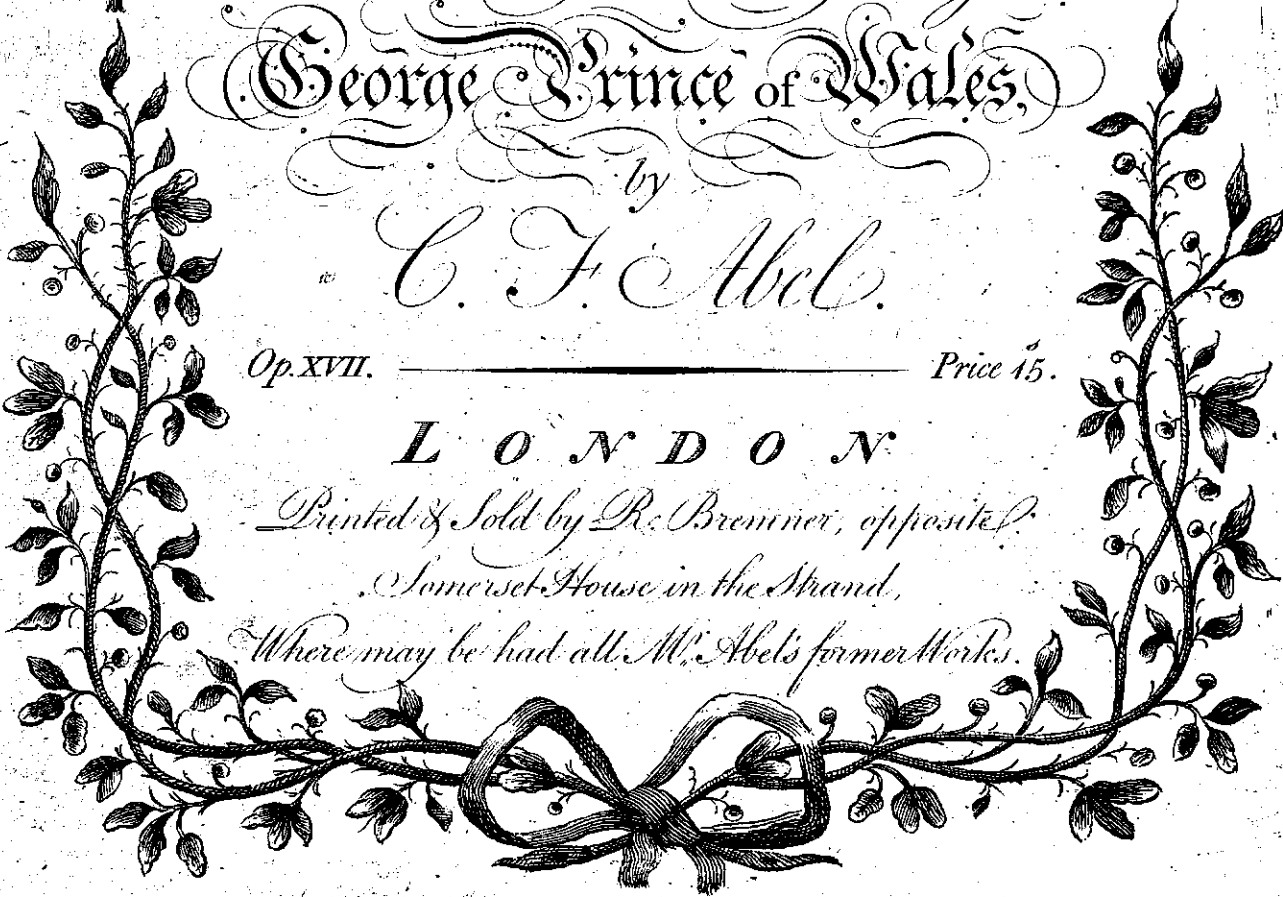 George Prince of Wales,
by
C. F. Abel.
Op. XVII. Price 15.s
LONDON
Printed & Sold by R. Bremner, opposite
Somerset House in the Strand,
Where may be had all Mr. Abel's former Works.